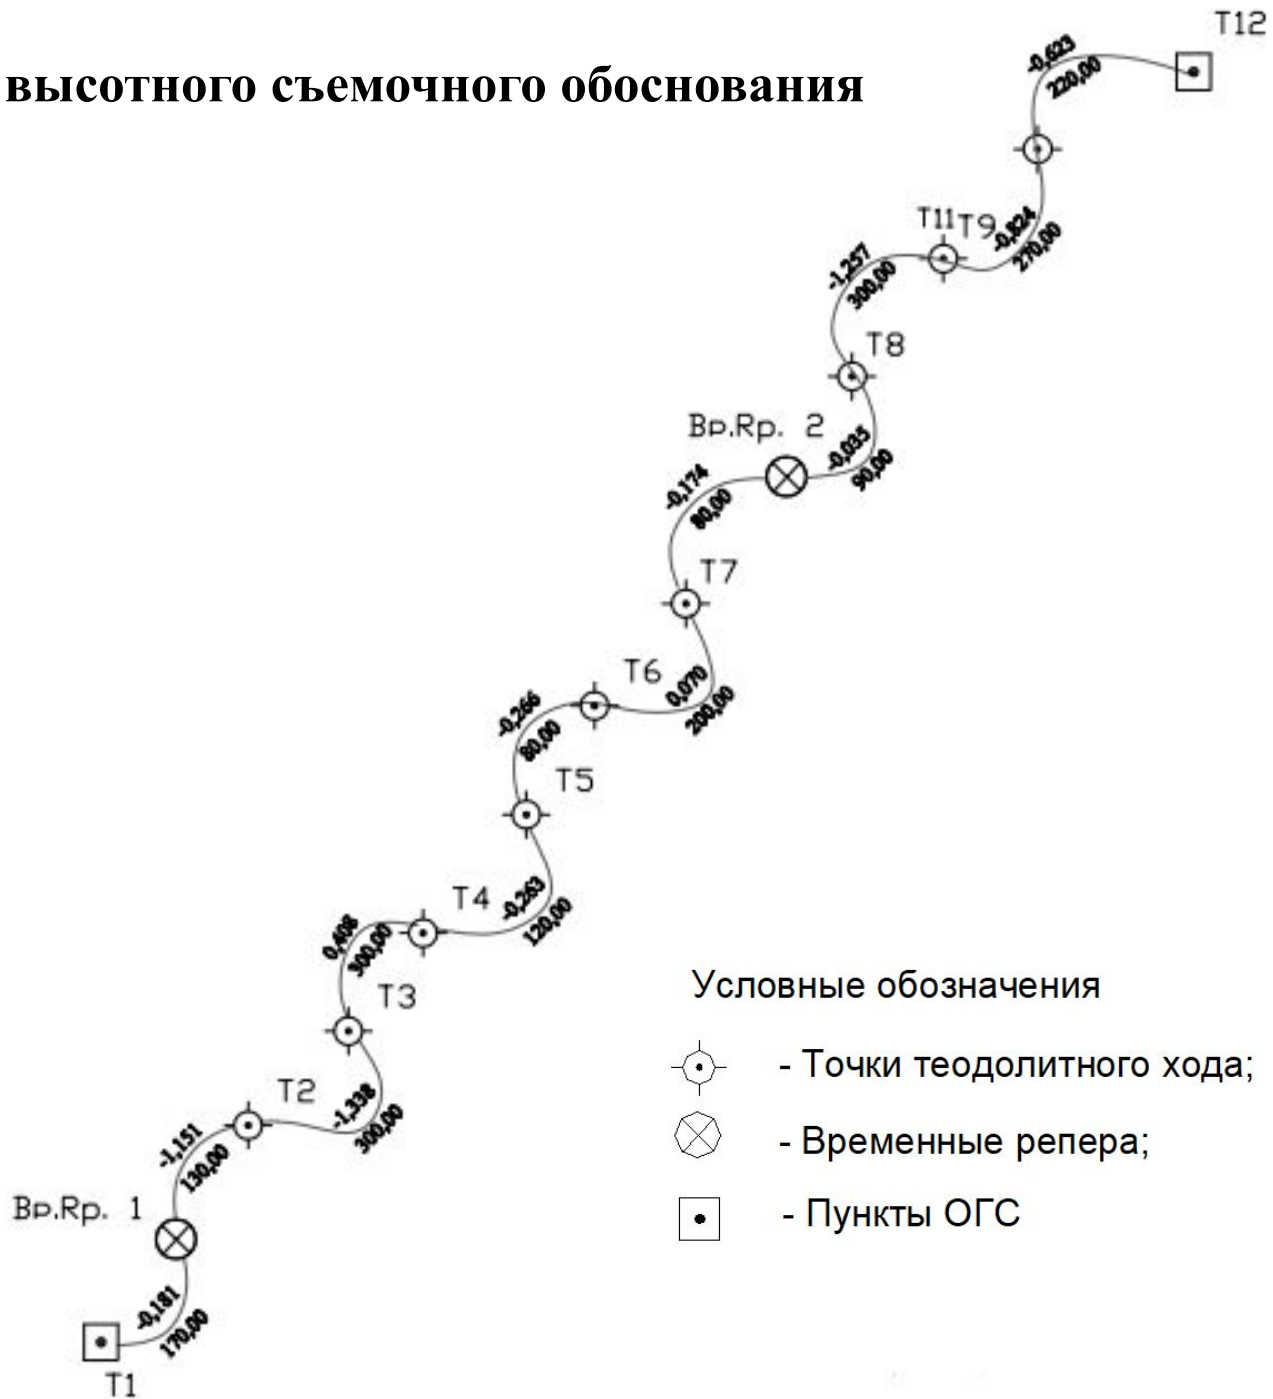 T12
высотного съемочного обоснования
-0,623
220,00
T11
T9
-0,824
270,00
-1,257
300,00
T8
Вр.Rp. 2
-0,035
90,00
-0,174
80,00
T7
T6
0,070
200,00
-0,266
80,00
T5
T4
-0,263
120,00
0,408
300,00
T3
Условные обозначения
- Точки теодолитного хода;
T2
-1,338
300,00
-1,151
130,00
- Временные репера;
Вр.Rp. 1
- Пункты ОГС
-0,181
170,00
T1